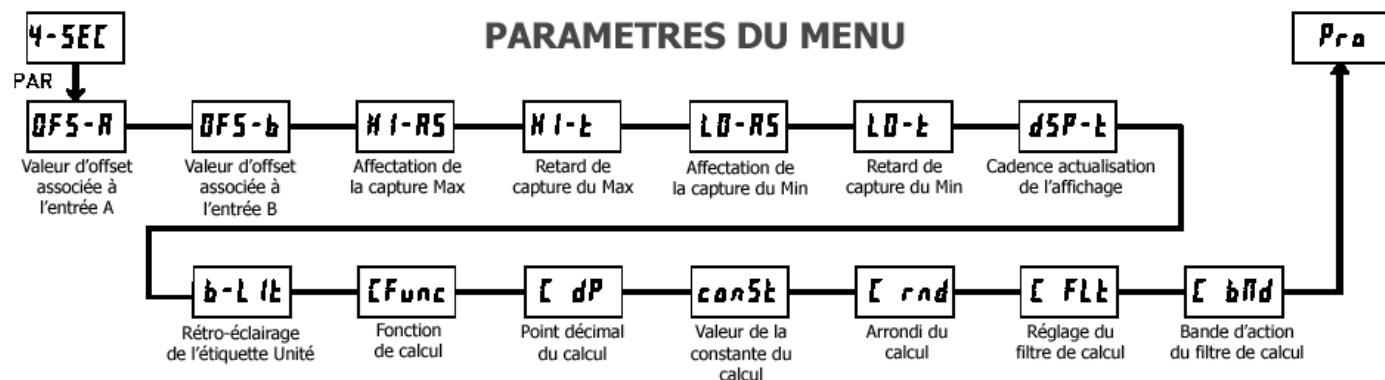 4-SEC
PARAMETRES DU MENU
Pro
PAR
OFS-A
OFS-b
HI-AS
HI-t
LO-AS
LO-t
dSP-t
Valeur d'offset
associée à
l'entrée A
Valeur d'offset
associée à
l'entrée B
Affectation de
la capture Max
Retard de
capture du Max
Affectation de
la capture du Min
Retard de
capture du Min
Cadence actualisation
de l'affichage
b-LIt
CFunc
C dP
conSt
C rnd
C FLt
C bNd
Rétro-éclairage
de l'étiquette Unité
Fonction
de calcul
Point décimal
du calcul
Valeur de la
constante du
calcul
Arrondi du
calcul
Réglage du
filtre de calcul
Bande d'action
du filtre de calcul